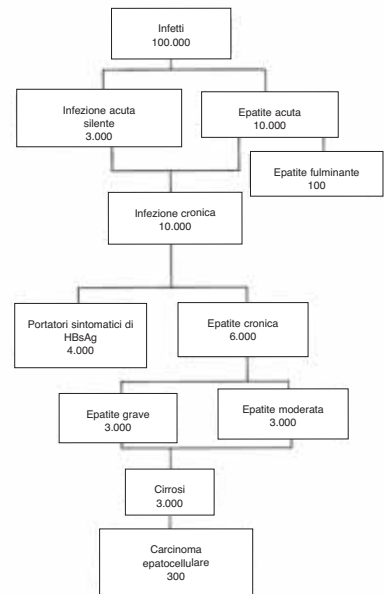 Infetti
100.000
Infezione acuta
silente
3.000
Epatite acuta
10.000
Epatite fulminante
100
Infezione cronica
10.000
Portatori sintomatici di
HBsAg
4.000
Epatite cronica
6.000
Epatite grave
3.000
Epatite moderata
3.000
Cirrosi
3.000
Carcinoma
epatocellulare
300